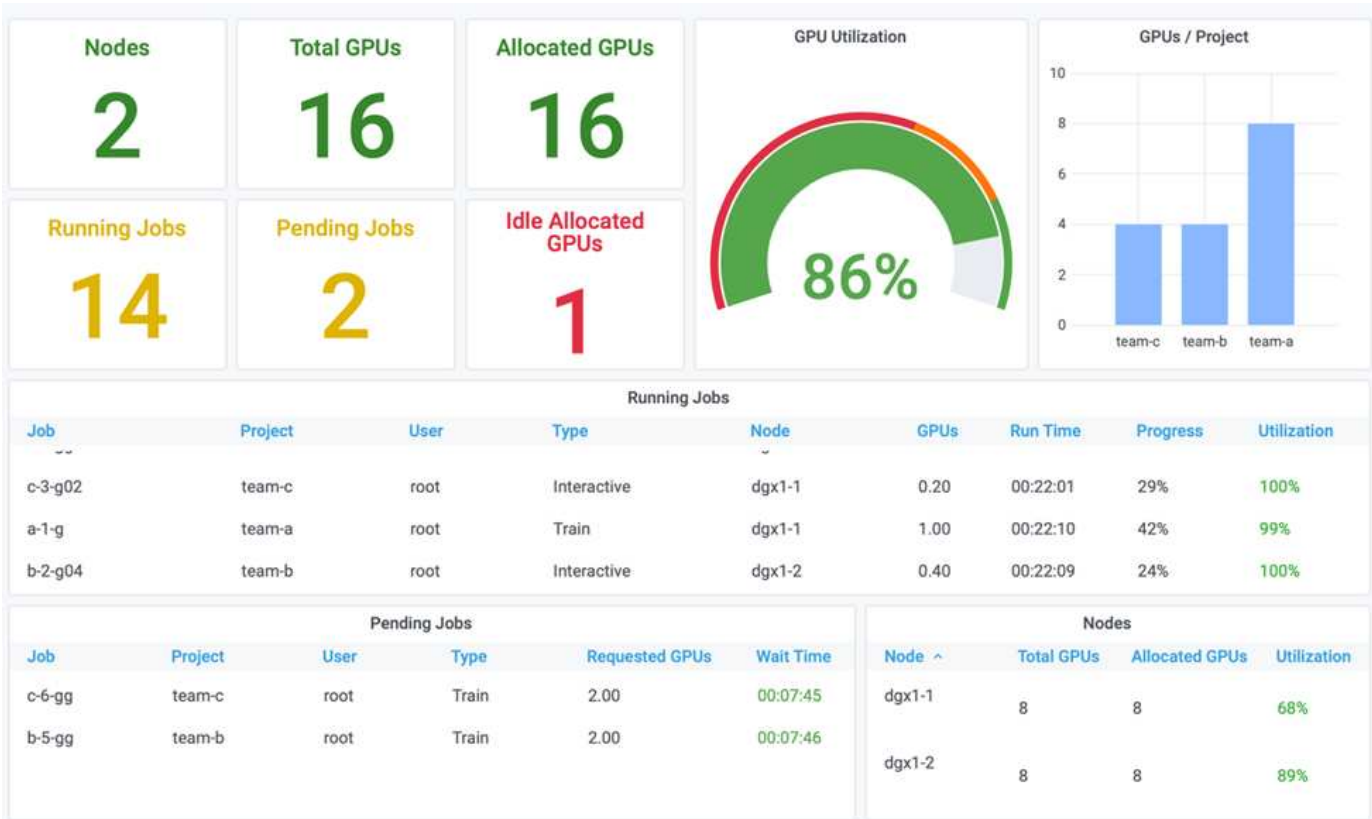 Nodes
2
Total GPUs
16
Allocated GPUs
16
Running Jobs
14
Pending Jobs
2
Idle Allocated
GPUs
1
GPU Utilization
86%
GPUs / Project
10
8
6
4
2
0
team-c team-b team-a
Running Jobs
Job Project User Type Node GPUs Run Time Progress Utilization
c-3-g02 team-c root Interactive dgx1-1 0.20 00:22:01 29% 100%
a-1-g team-a root Train dgx1-1 1.00 00:22:10 42% 99%
b-2-g04 team-b root Interactive dgx1-2 0.40 00:22:09 24% 100%
Pending Jobs
Job Project User Type Requested GPUs Wait Time
c-6-gg team-c root Train 2.00 00:07:45
b-5-gg team-b root Train 2.00 00:07:46
Nodes
Node Total GPUs Allocated GPUs Utilization
dgx1-1 8 8 68%
dgx1-2 8 8 89%